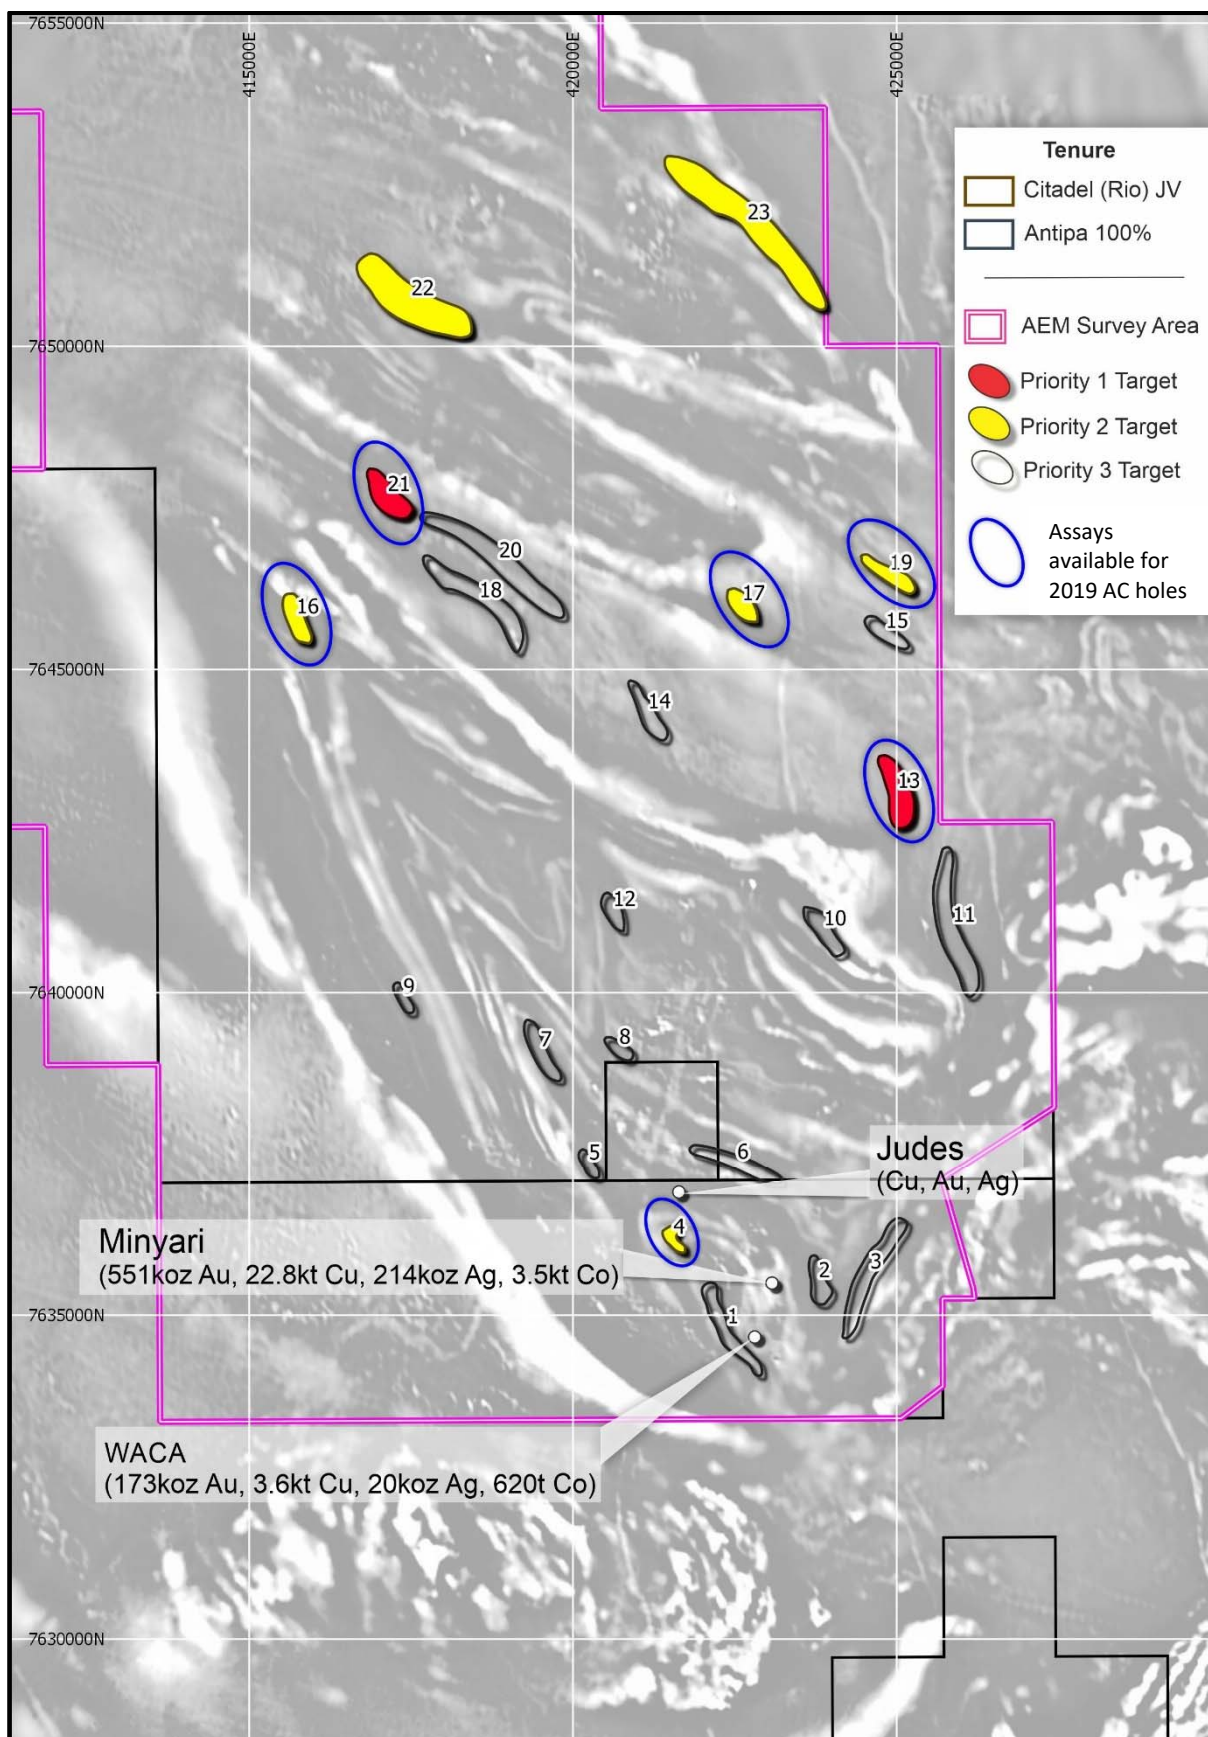 7655000N
415000E
420000E
425000E
Tenure
Citadel (Rio) JV
Antipa 100%
AEM Survey Area
Priority 1 Target
Priority 2 Target
Priority 3 Target
Assays
available for
2019 AC holes
23
22
7650000N
21
20
19
18
17
16
15
7645000N
14
13
12
11
10
7640000N
9
8
7
6
5
Judes
(Cu, Au, Ag)
4
Minyari
(551koz Au, 22.8kt Cu, 214koz Ag, 3.5kt Co)
3
2
1
7635000N
WACA
(173koz Au, 3.6kt Cu, 20koz Ag, 620t Co)
7630000N